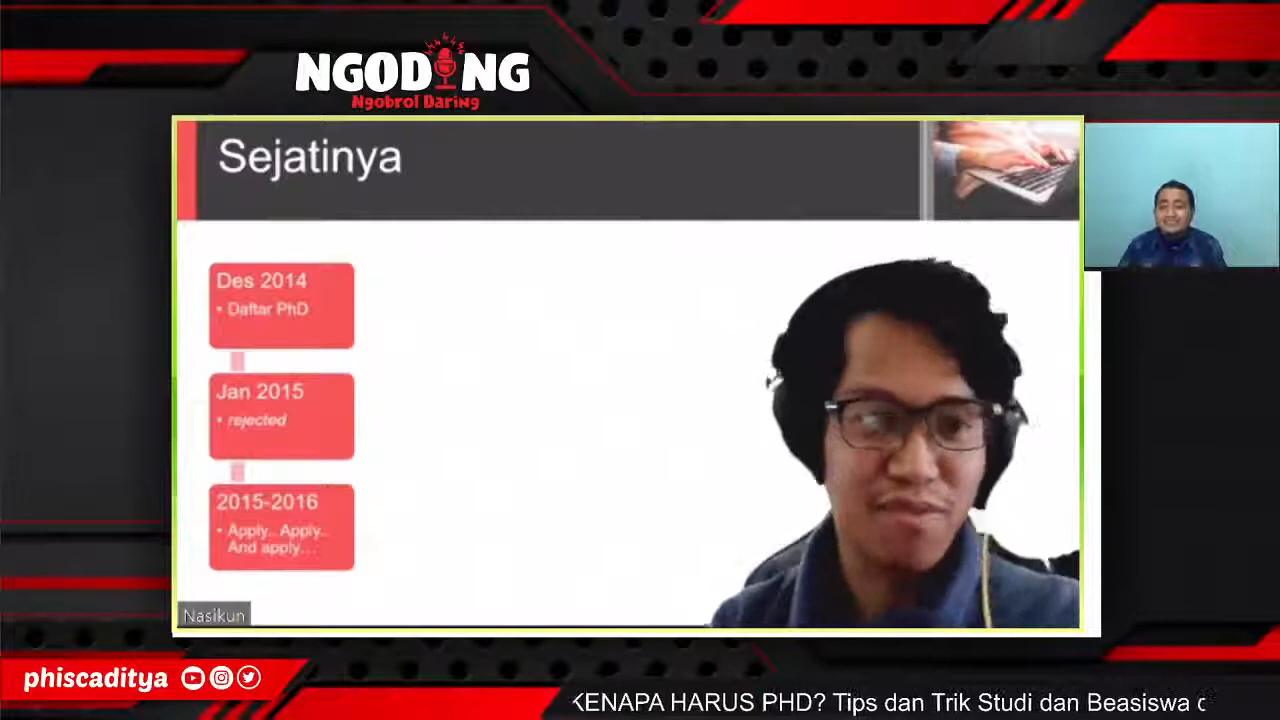 NGODING
Ngobrol Daring
Sejatinya
Des 2014
• Daftar PhD
Jan 2015
• rejected
2015-2016
• Apply.. Apply..
And apply…
Nasikun
phiscaditya
KENAPA HARUS PHD? Tips dan Trik Studi dan Beasiswa